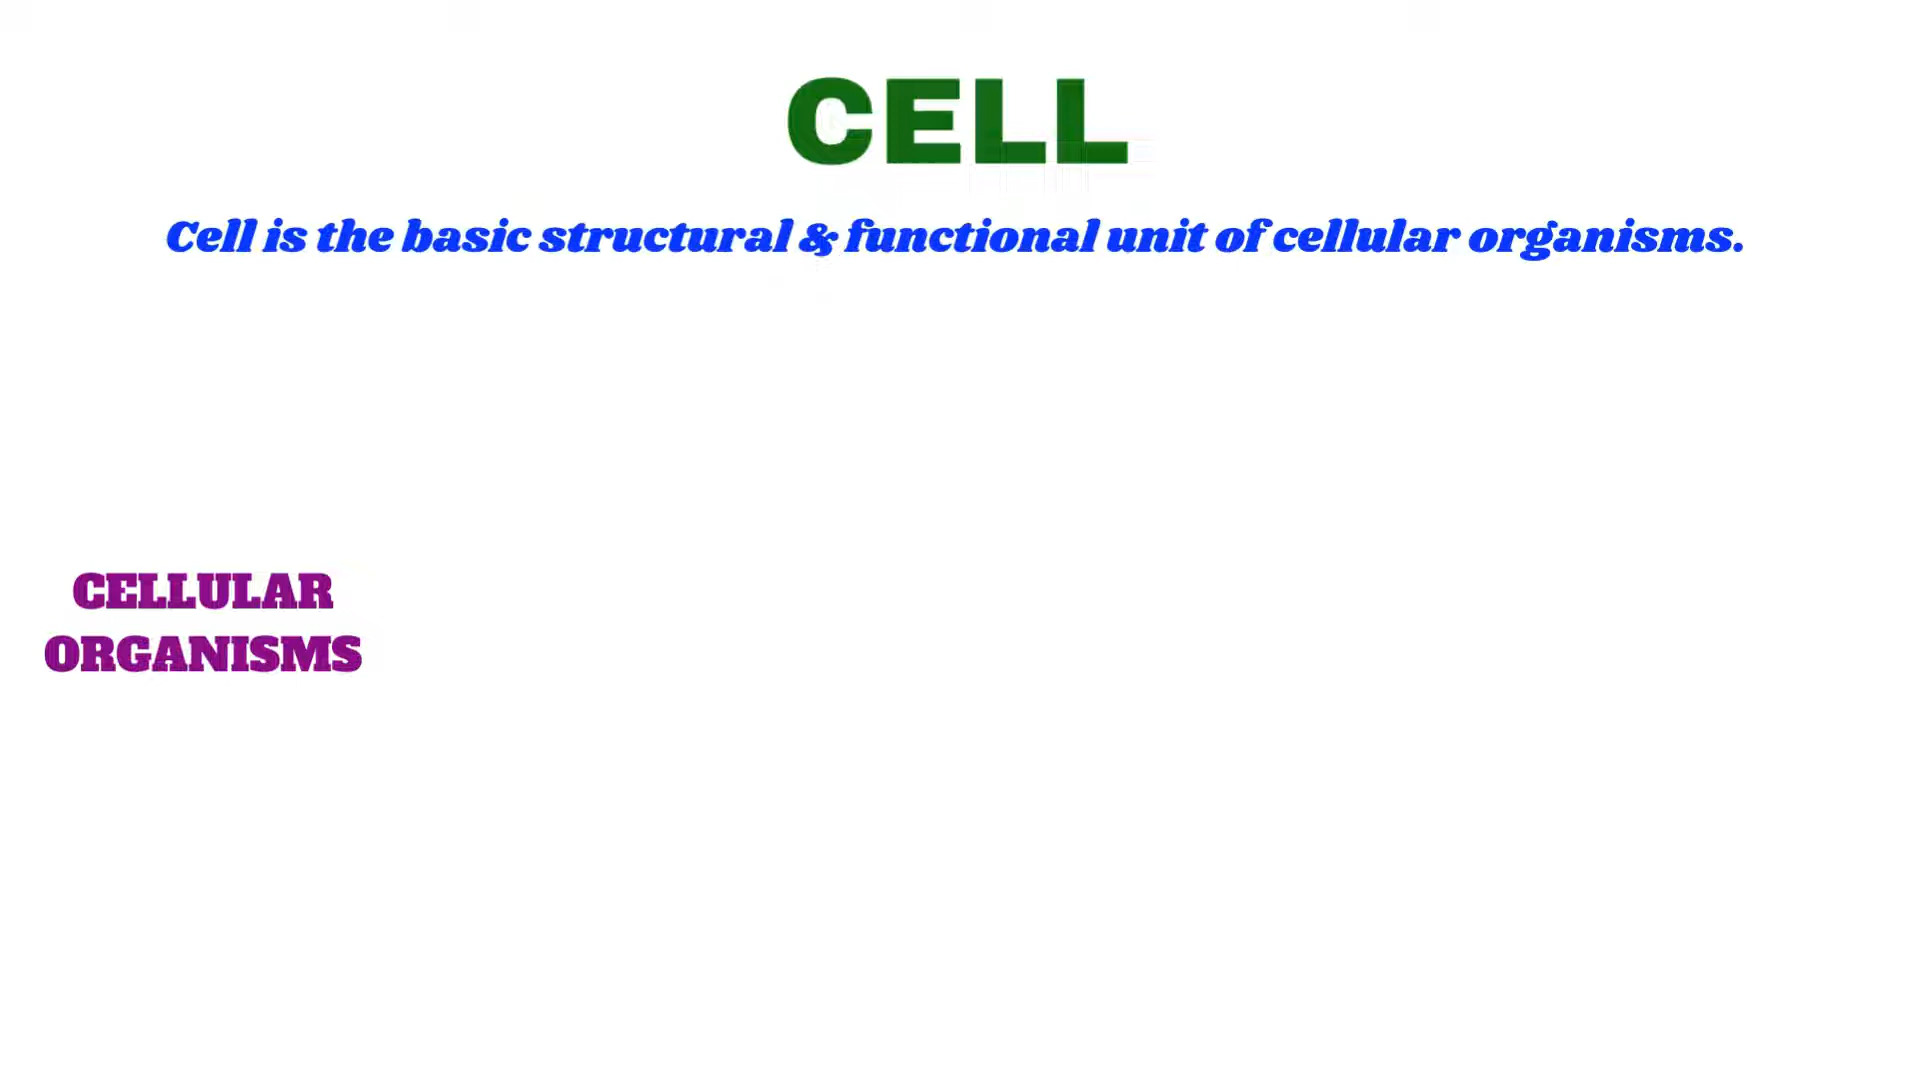 CELL
Cell is the basic structural & functional unit of cellular organisms.
CELLULAR
ORGANISMS